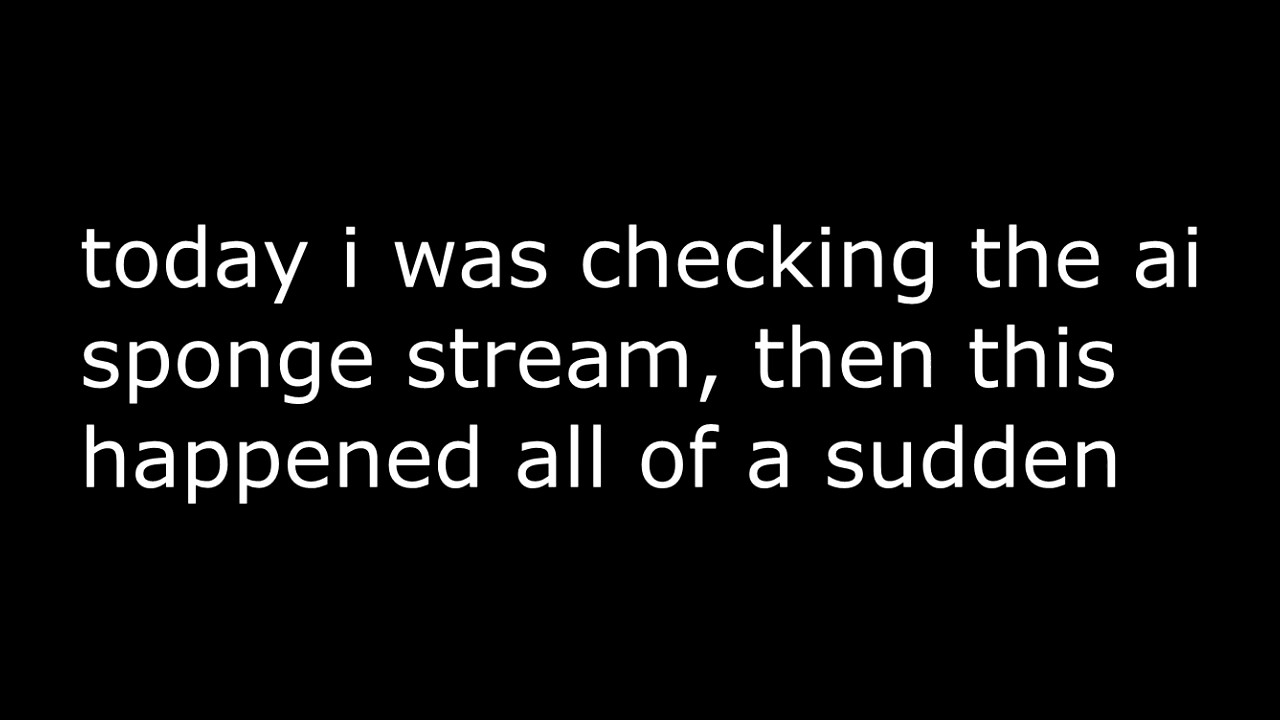 today i was checking the ai
sponge stream, then this
happened all of a sudden